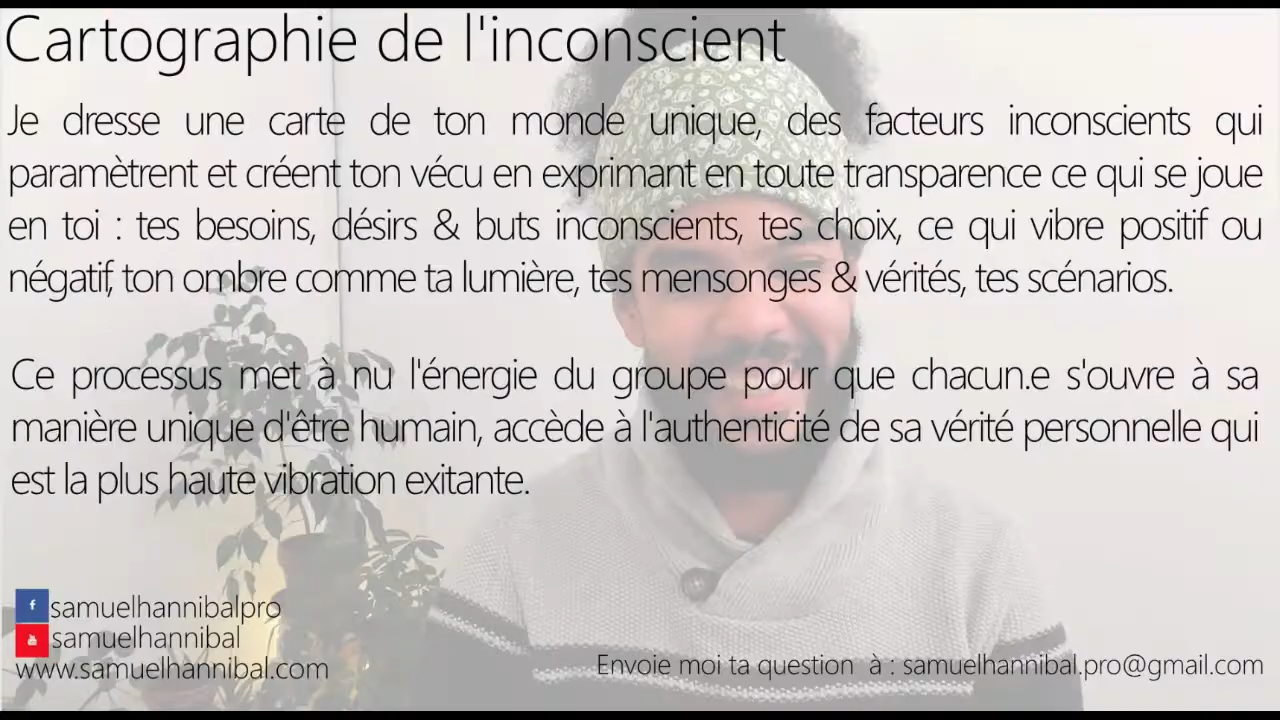 Cartographie de l'inconscient
Je dresse une carte de ton monde unique, des facteurs inconscients qui
paramètrent et créent ton vécu en exprimant en toute transparence ce qui se joue
en toi : tes besoins, désirs & buts inconscients, tes choix, ce qui vibre positif ou
négatif, ton ombre comme ta lumière, tes mensonges & vérités, tes scénarios.
Ce processus met à nu l'énergie du groupe pour que chacun.e s'ouvre à sa
manière unique d'être humain, accède à l'authenticité de sa vérité personnelle qui
est la plus haute vibration exitante.
samuelhannibalpro
samuelhannibal
www.samuelhannibal.com
Envoie moi ta question à : samuelhannibal.pro@gmail.com